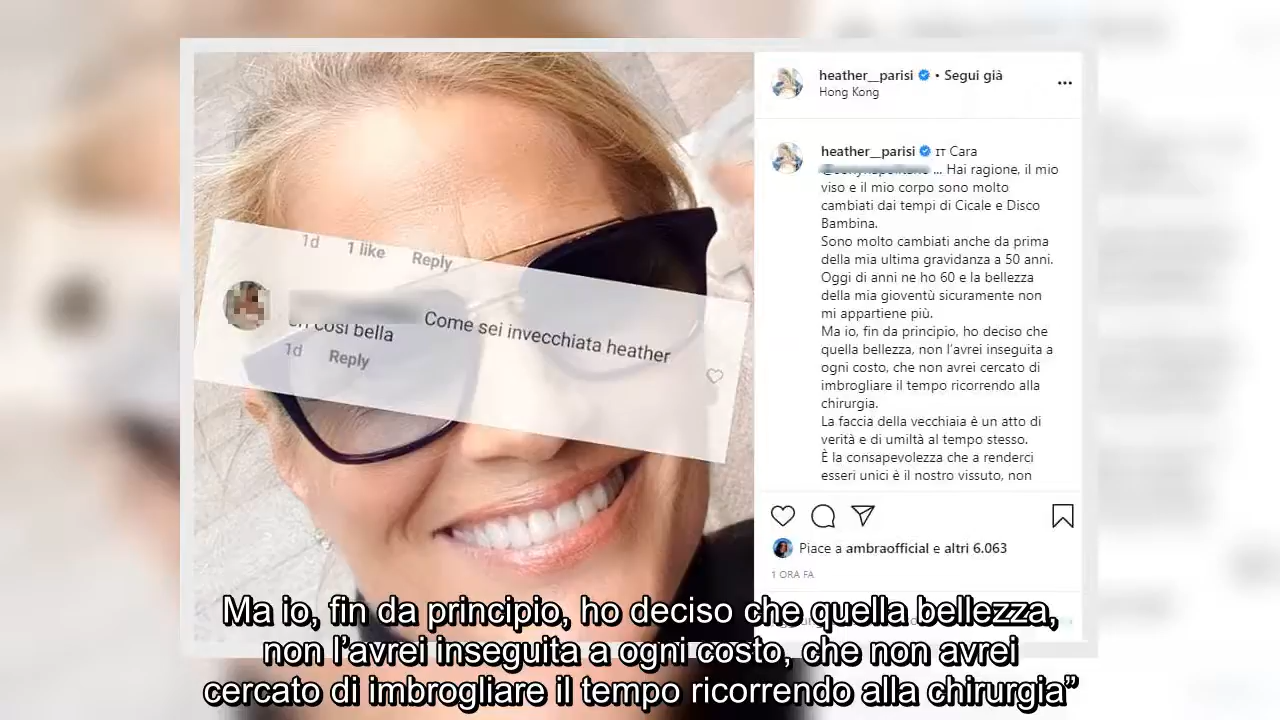 heather__parisi • Segui già
Hong Kong
1d 1 like Reply
così bella Come sei invecchiata heather
1d Reply
heather__parisi IT Cara
... Hai ragione, il mio
viso e il mio corpo sono molto
cambiati dai tempi di Cicale e Disco
Bambina.
Sono molto cambiati anche da prima
della mia ultima gravidanza a 50 anni.
Oggi di anni ne ho 60 e la bellezza
della mia gioventù sicuramente non
mi appartiene più.
Ma io, fin da principio, ho deciso che
quella bellezza, non l'avrei inseguita a
ogni costo, che non avrei cercato di
imbrogliare il tempo ricorrendo alla
chirurgia.
La faccia della vecchiaia è un atto di
verità e di umiltà al tempo stesso.
È la consapevolezza che a renderci
esseri unici è il nostro vissuto, non
Piace a ambraofficial e altri 6.063
1 ORA FA
Ma io, fin da principio, ho deciso che quella bellezza,
non l'avrei inseguita a ogni costo, che non avrei
cercato di imbrogliare il tempo ricorrendo alla chirurgia”